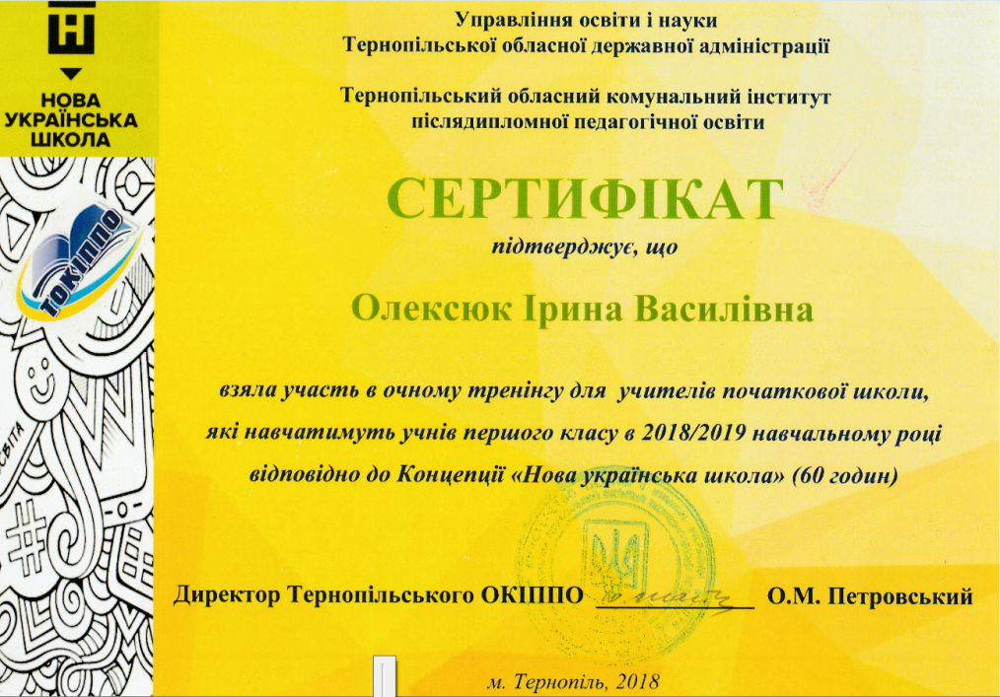 НОВА
УКРАЇНСЬКА
ШКОЛА
ТОКІППО
ОСВІТА
Управління освіти і науки
Тернопільської обласної державної адміністрації
Тернопільський обласний комунальний інститут
післядипломної педагогічної освіти
СЕРТИФІКАТ
підтверджує, що
Олексюк Ірина Василівна
взяла участь в очному тренінгу для учителів початкової школи,
які навчатимуть учнів першого класу в 2018/2019 навчальному році
відповідно до Концепції «Нова українська школа» (60 годин)
Директор Тернопільського ОКІППО О.М. Петровський
м. Тернопіль, 2018